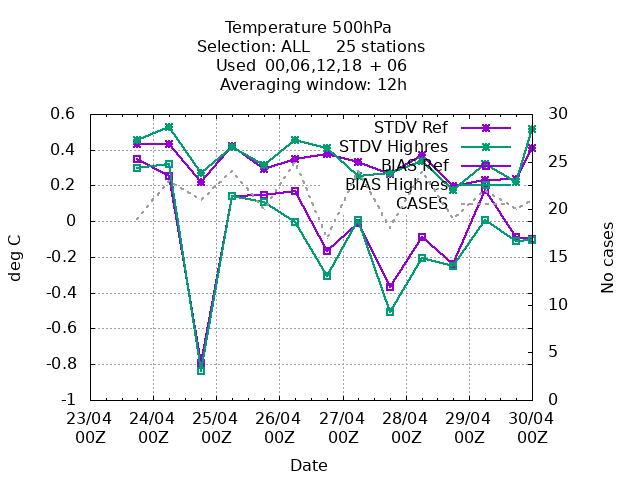 Temperature 500hPa
Selection: ALL 25 stations
Used 00,06,12,18 + 06
Averaging window: 12h
STDV Ref
STDV Highres
BIAS Ref
BIAS Highres
CASES
deg C
0.6
0.4
0.2
0
-0.2
-0.4
-0.6
-0.8
-1
No cases
30
25
20
15
10
5
0
23/04 24/04 25/04 26/04 27/04 28/04 29/04 30/04
00Z 00Z 00Z 00Z 00Z 00Z 00Z 00Z
Date